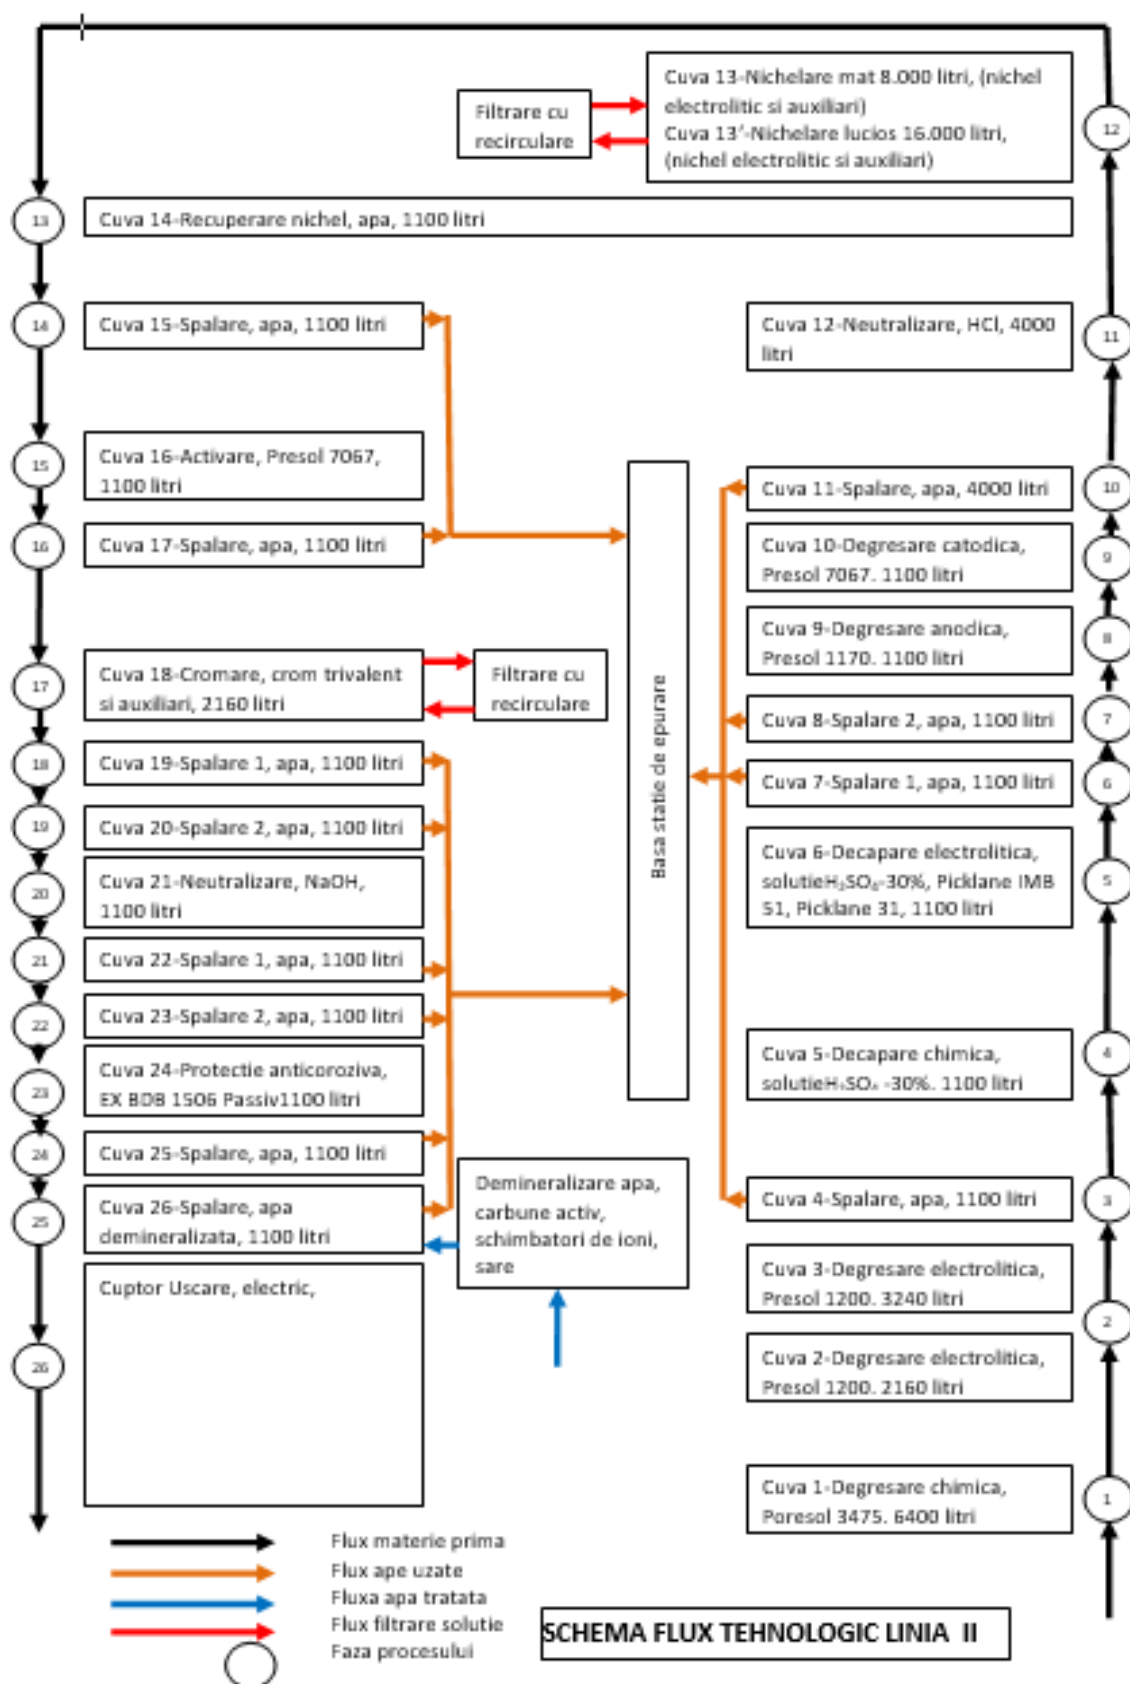 Cuva 13-Nichelare mat 8.000 litri, (nichel
electrolitic si auxiliari)
Cuva 13'-Nichelare lucios 16.000 litri,
(nichel electrolitic si auxiliari)
Filtrare cu
recirculare
12
13
Cuva 14-Recuperare nichel, apa, 1100 litri
14
Cuva 15-Spalare, apa, 1100 litri
Cuva 12-Neutralizare, HCl, 4000
litri
11
15
Cuva 16-Activare, Presol 7067,
1100 litri
16
Cuva 17-Spalare, apa, 1100 litri
Cuva 11-Spalare, apa, 4000 litri
10
Cuva 10-Degresare catodica,
Presol 7067. 1100 litri
9
Cuva 9-Degresare anodica,
Presol 1170. 1100 litri
8
17
Cuva 18-Cromare, crom trivalent
si auxiliari, 2160 litri
Filtrare cu
recirculare
Basa statie de epurare
Cuva 8-Spalare 2, apa, 1100 litri
7
18
Cuva 19-Spalare 1, apa, 1100 litri
Cuva 7-Spalare 1, apa, 1100 litri
6
19
Cuva 20-Spalare 2, apa, 1100 litri
20
Cuva 21-Neutralizare, NaOH,
1100 litri
Cuva 6-Decapare electrolitica,
solutieH₂SO₄-30%, Picklane IMB
51, Picklane 31, 1100 litri
5
21
Cuva 22-Spalare 1, apa, 1100 litri
22
Cuva 23-Spalare 2, apa, 1100 litri
Cuva 5-Decapare chimica,
solutieH₂SO₄ -30%. 1100 litri
4
23
Cuva 24-Protectie anticoroziva,
EX BDB 1506 Passiv1100 litri
24
Cuva 25-Spalare, apa, 1100 litri
25
Cuva 26-Spalare, apa
demineralizata, 1100 litri
Demineralizare apa,
carbune activ,
schimbatori de ioni,
sare
Cuva 4-Spalare, apa, 1100 litri
3
Cuva 3-Degresare electrolitica,
Presol 1200. 3240 litri
2
Cuptor Uscare, electric,
26
Cuva 2-Degresare electrolitica,
Presol 1200. 2160 litri
Cuva 1-Degresare chimica,
Poresol 3475. 6400 litri
1
Flux materie prima
Flux ape uzate
Fluxa apa tratata
Flux filtrare solutie
Faza procesului
SCHEMA FLUX TEHNOLOGIC LINIA II